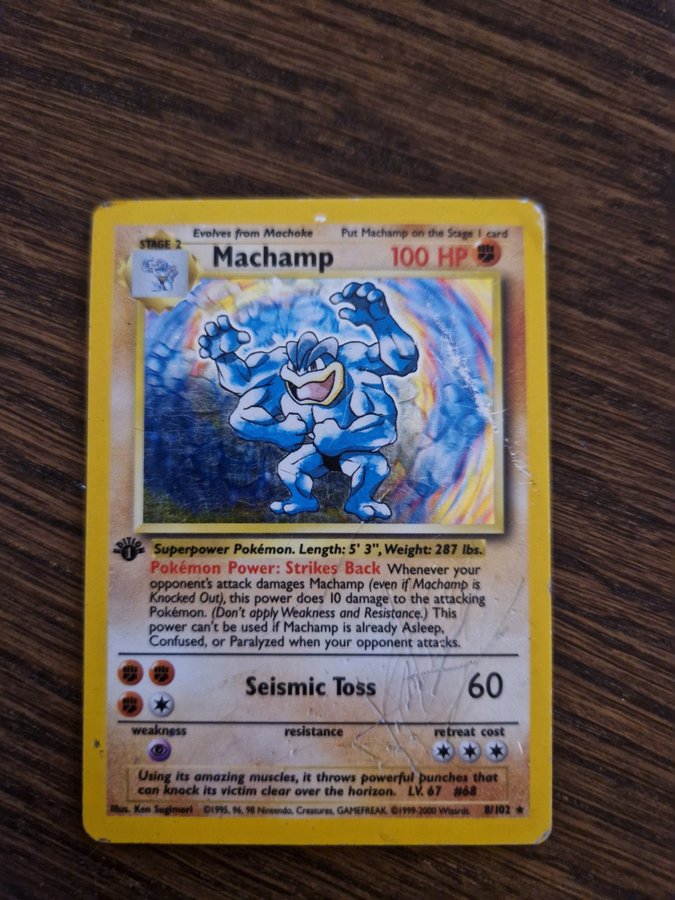 Evolves from Machoke Put Machamp on the Stage 1 card
STAGE 2
Machamp 100 HP
EDITION 1
Superpower Pokémon. Length: 5' 3", Weight: 287 lbs.
Pokémon Power: Strikes Back Whenever your
opponent's attack damages Machamp (even if Machamp is
Knocked Out), this power does 10 damage to the attacking
Pokémon. (Don't apply Weakness and Resistance.) This
power can't be used if Machamp is already Asleep,
Confused, or Paralyzed when your opponent attacks.
Seismic Toss 60
weakness resistance retreat cost
Using its amazing muscles, it throws powerful punches that
can knock its victim clear over the horizon. LV. 67 #68
Illus. Ken Sugimori ©1995, 96, 98 Nintendo, Creatures, GAMEFREAK. ©1999-2000 Wizards. 8/102 ★